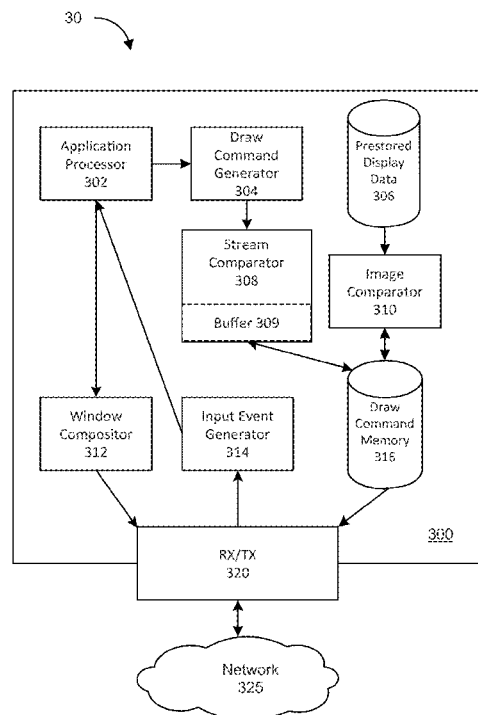 30
Application
Processor
302
Draw
Command
Generator
304
Prestored
Display
Data
306
Stream
Comparator
308
Buffer 309
Image
Comparator
310
Window
Compositor
312
Input Event
Generator
314
Draw
Command
Memory
316
300
RX/TX
320
Network
325